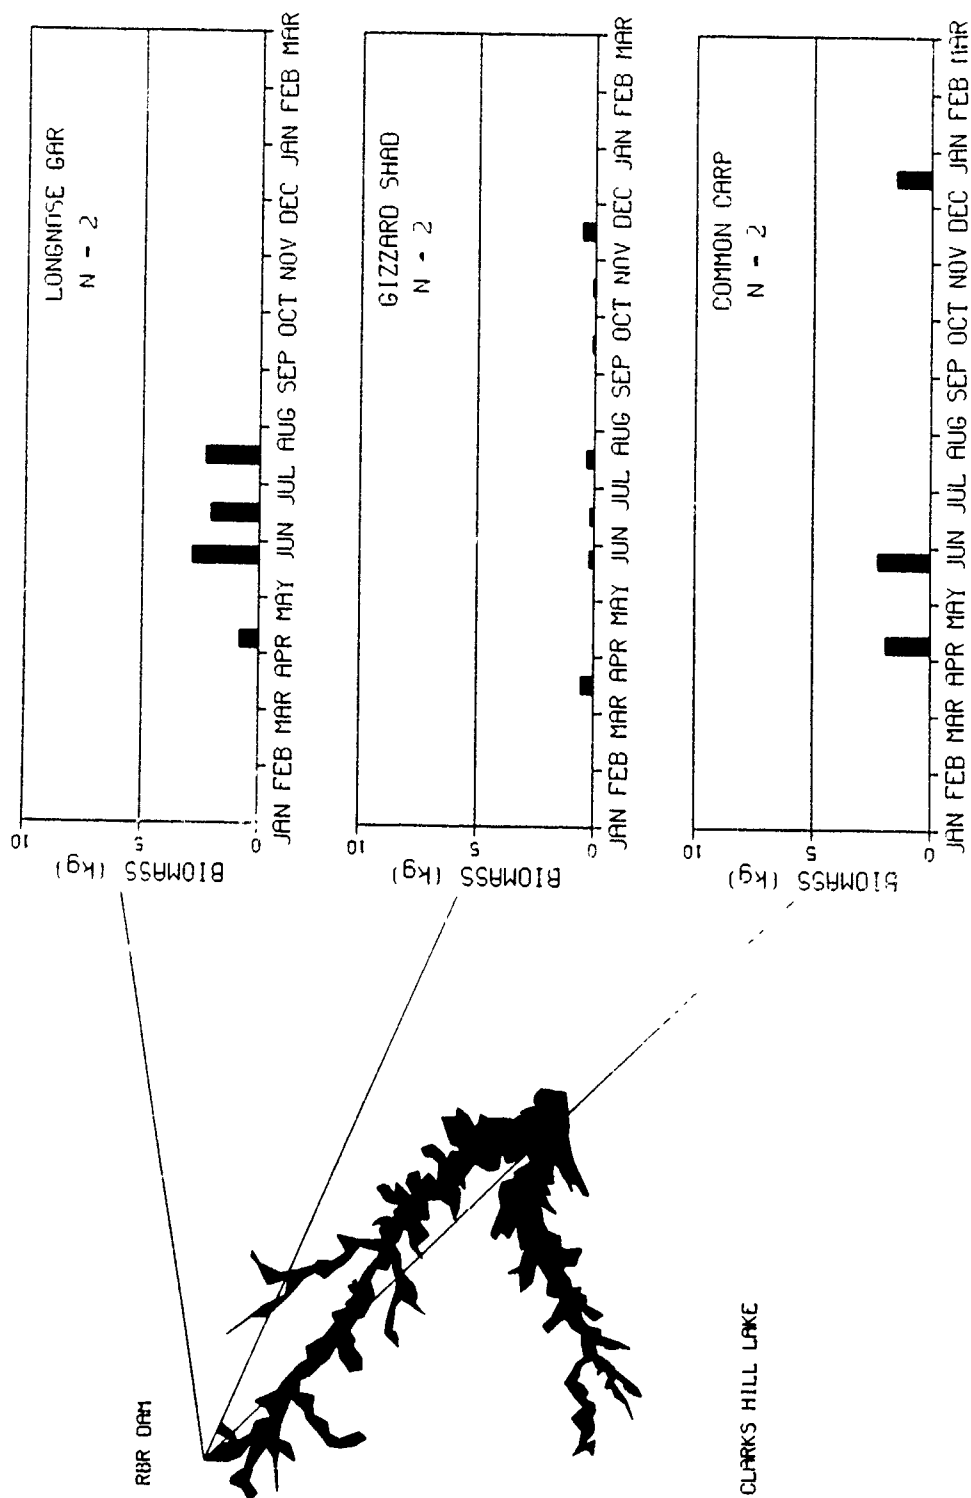 RBR DAM
CLARKS HILL LAKE
LONGNOSE GAR
N - 2
BIOMASS (kg)
10
5
0
JAN FEB MAR APR MAY JUN JUL AUG SEP OCT NOV DEC JAN FEB MAR
GIZZARD SHAD
N - 2
BIOMASS (kg)
10
5
0
JAN FEB MAR APR MAY JUN JUL AUG SEP OCT NOV DEC JAN FEB MAR
COMMON CARP
N - 2
BIOMASS (kg)
10
5
0
JAN FEB MAR APR MAY JUN JUL AUG SEP OCT NOV DEC JAN FEB MAR